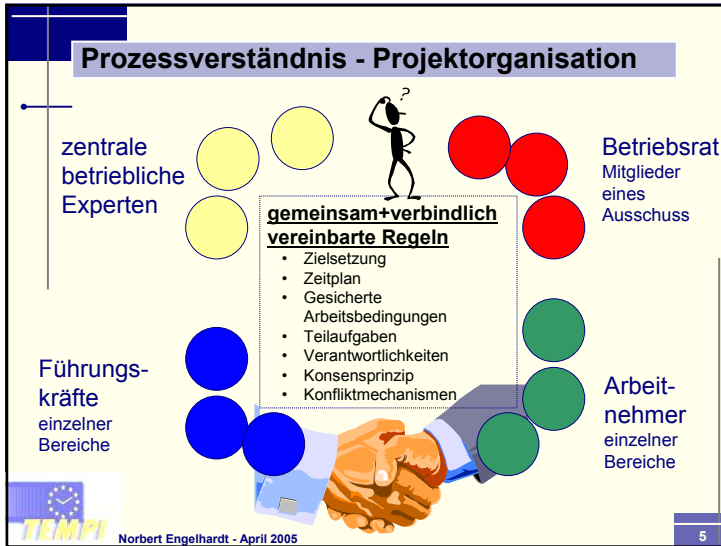 Prozessverständnis - Projektorganisation
?
zentrale
betriebliche
Experten
Betriebsrat
Mitglieder
eines
Ausschuss
gemeinsam+verbindlich
vereinbarte Regeln
• Zielsetzung
• Zeitplan
• Gesicherte
Arbeitsbedingungen
• Teilaufgaben
• Verantwortlichkeiten
• Konsensprinzip
• Konfliktmechanismen
Führungs-
kräfte
einzelner
Bereiche
Arbeit-
nehmer
einzelner
Bereiche
TEMPI
Norbert Engelhardt - April 2005
5